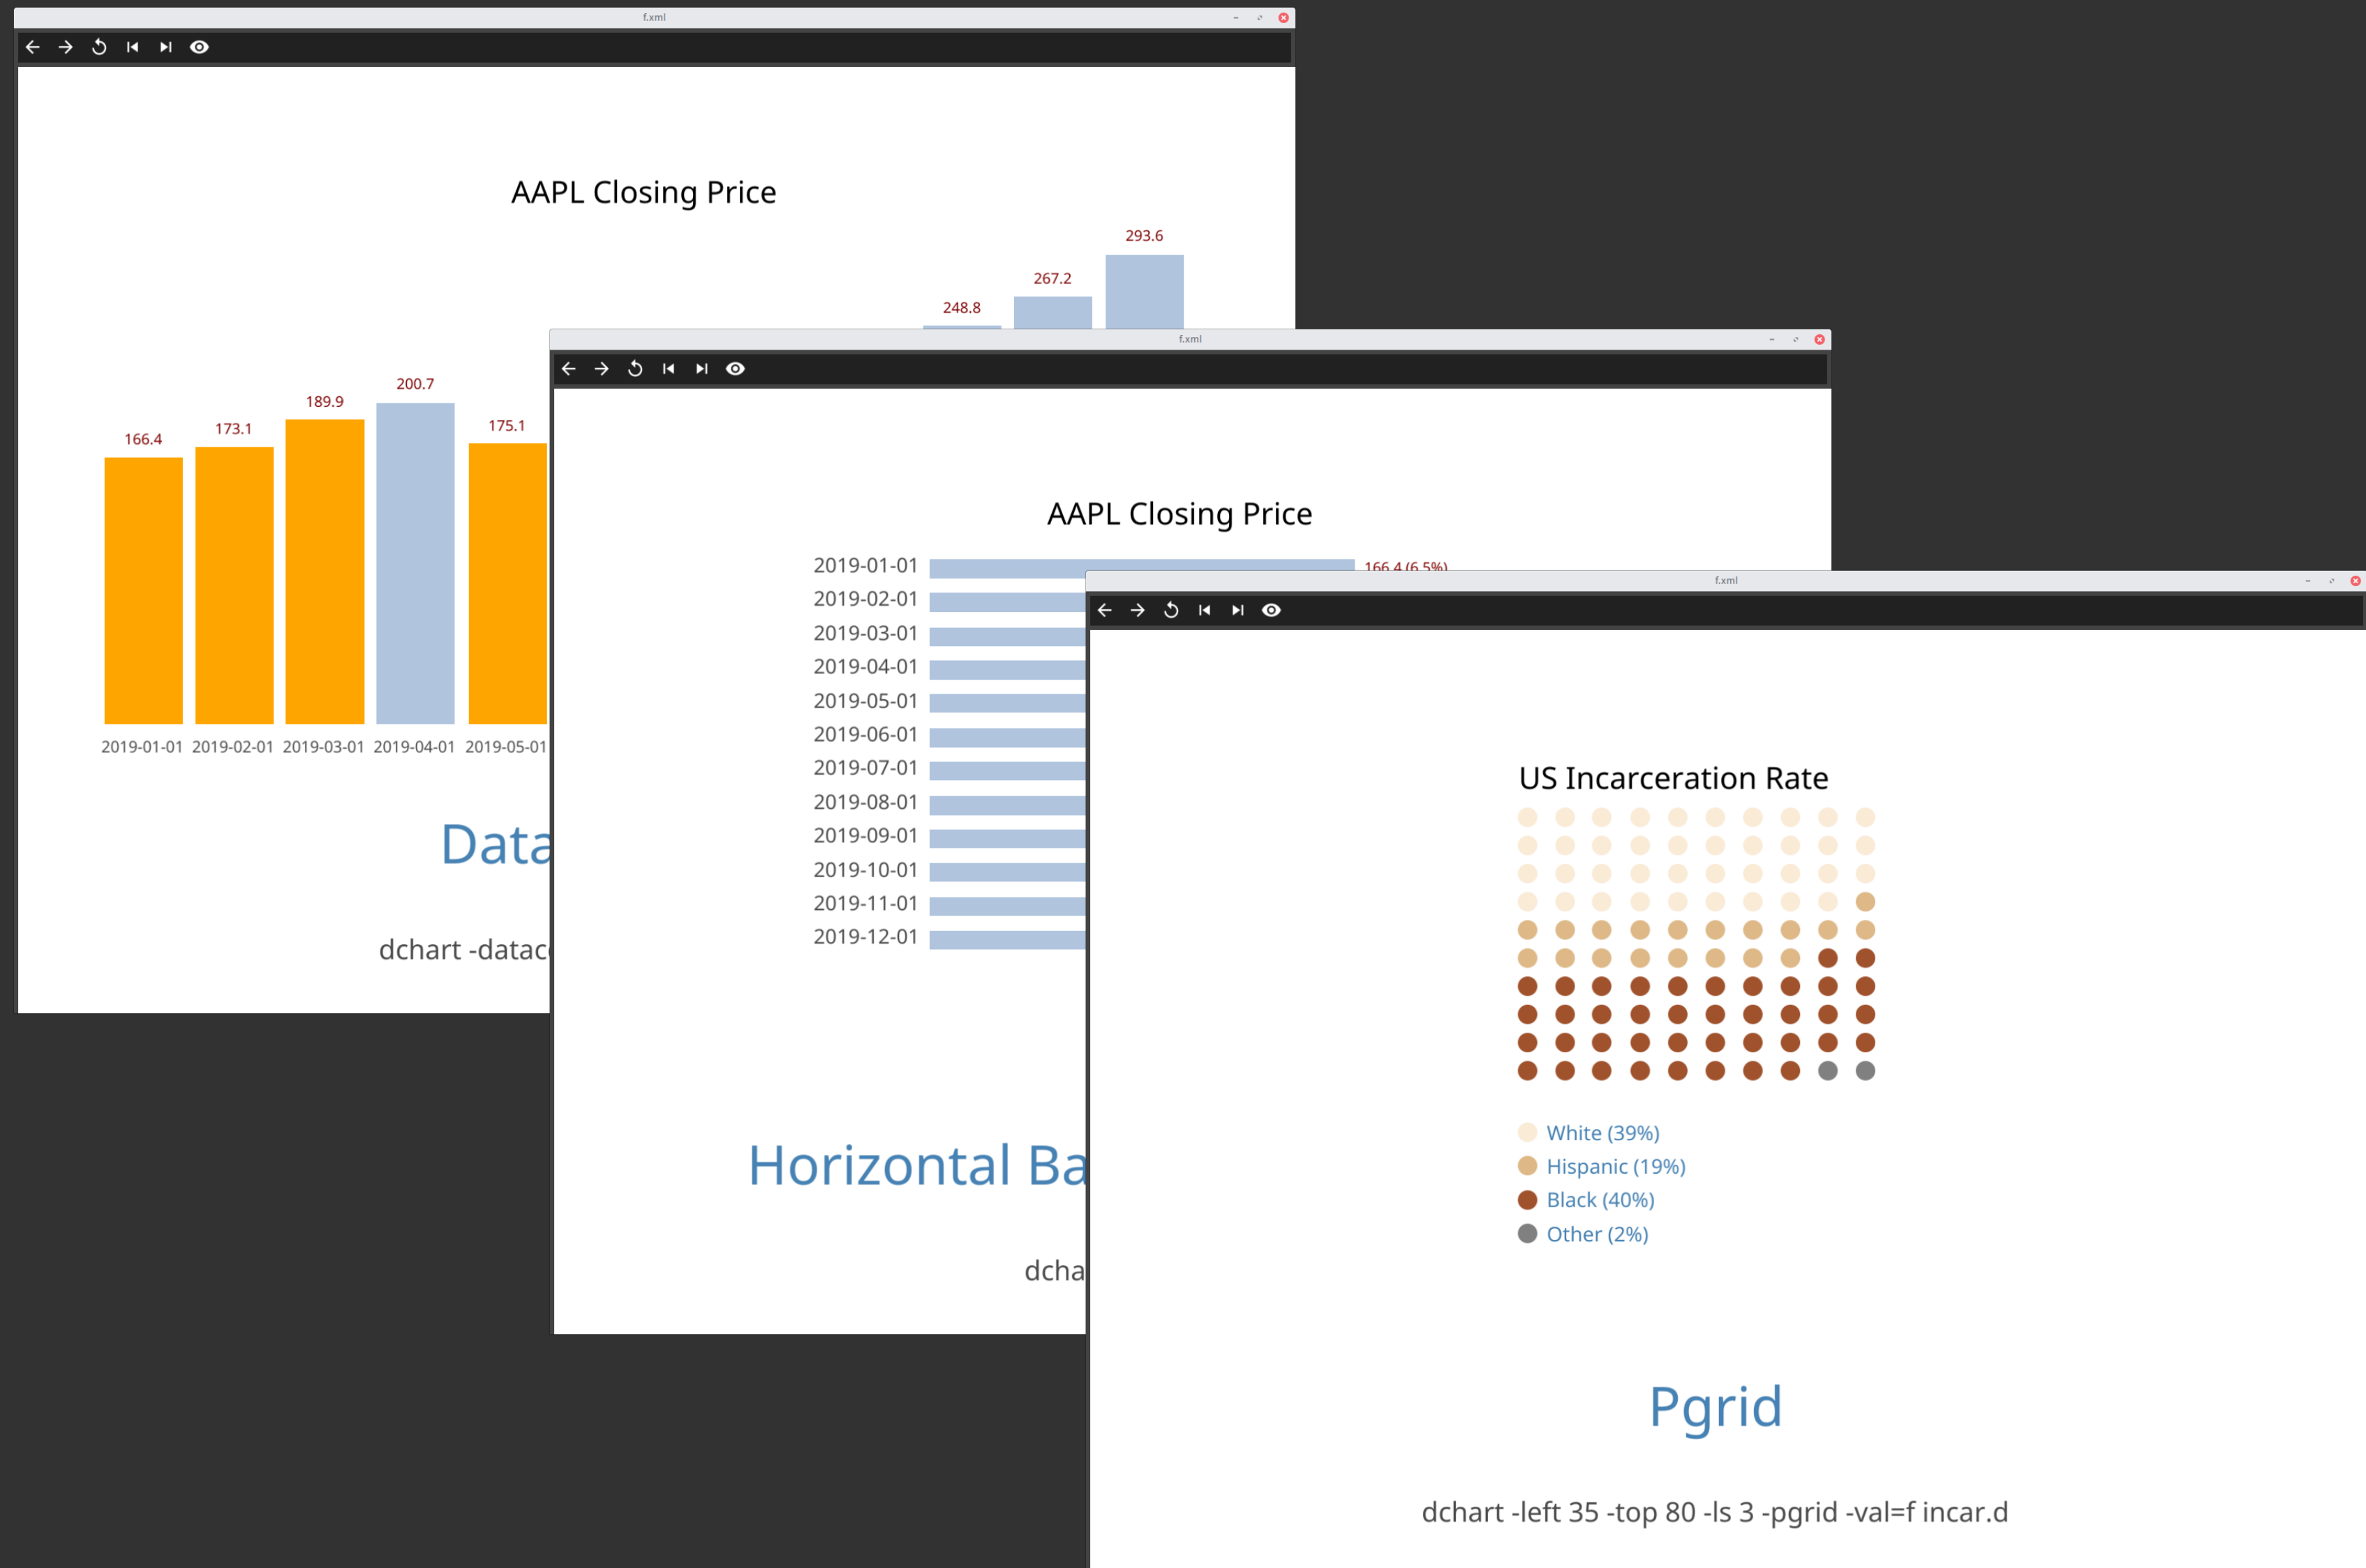 f.xml
AAPL Closing Price
293.6
267.2
248.8
200.7
189.9
175.1
173.1
166.4
2019-01-01 2019-02-01 2019-03-01 2019-04-01 2019-05-01
Data
dchart
f.xml
AAPL Closing Price
2019-01-01 166.4 (6.5%)
2019-02-01
2019-03-01
2019-04-01
2019-05-01
2019-06-01
2019-07-01
2019-08-01
2019-09-01
2019-10-01
2019-11-01
2019-12-01
Horizontal Ba
dcha
f.xml
US Incarceration Rate
White (39%)
Hispanic (19%)
Black (40%)
Other (2%)
Pgrid
dchart -left 35 -top 80 -ls 3 -pgrid -val=f incar.d